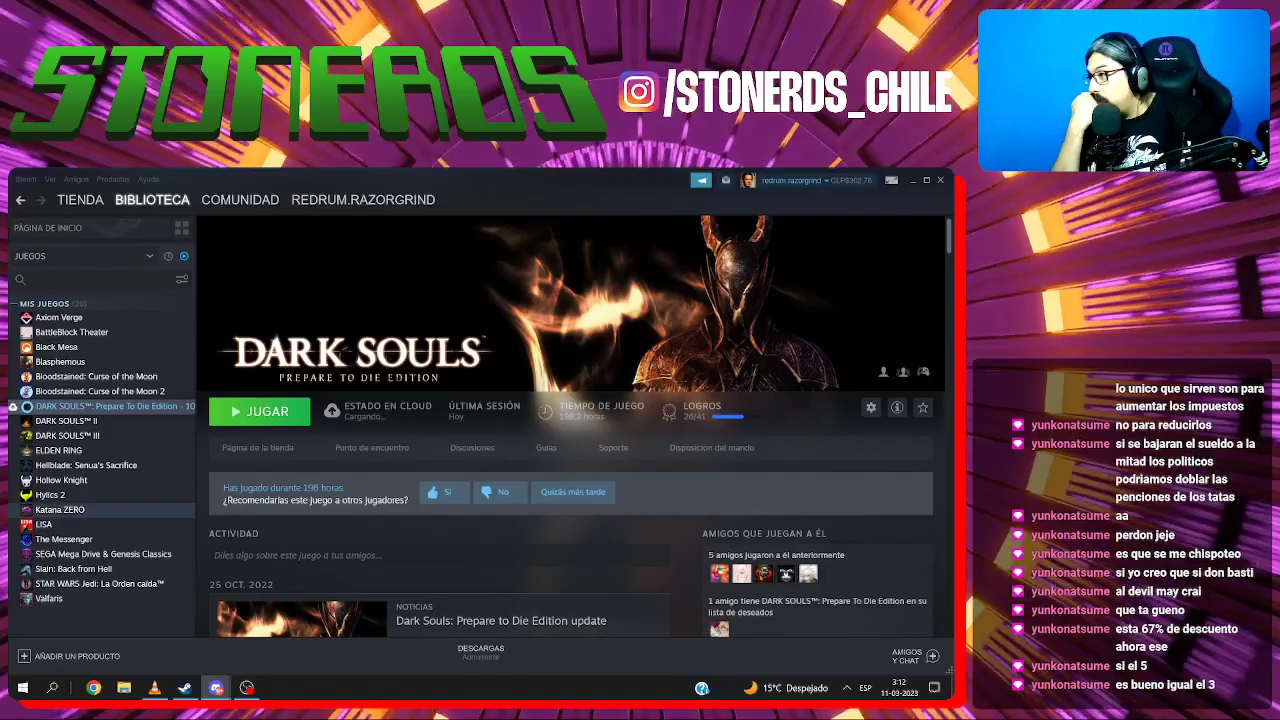 STONERDS
/STONERDS_CHILE
Steam Ver Amigos Productos Ayuda
redrum.razorgrind CLP$302,76
TIENDA BIBLIOTECA COMUNIDAD REDRUM.RAZORGRIND
PÁGINA DE INICIO
JUEGOS
MIS JUEGOS (20)
Axiom Verge
BattleBlock Theater
Black Mesa
Blasphemous
Bloodstained: Curse of the Moon
Bloodstained: Curse of the Moon 2
DARK SOULS™: Prepare To Die Edition - 10
DARK SOULS™ II
DARK SOULS™ III
ELDEN RING
Hellblade: Senua's Sacrifice
Hollow Knight
Hylics 2
Katana ZERO
LISA
The Messenger
SEGA Mega Drive & Genesis Classics
Slain: Back from Hell
STAR WARS Jedi: La Orden caída™
Valfaris
DARK SOULS™
PREPARE TO DIE EDITION
JUGAR
ESTADO EN CLOUD
Cargando...
ÚLTIMA SESIÓN
Hoy
TIEMPO DE JUEGO
198,2 horas
LOGROS
26/41
Página de la tienda Punto de encuentro Discusiones Guías Soporte Disposición del mando
Has jugado durante 198 horas
¿Recomendarías este juego a otros jugadores?
Sí No Quizás más tarde
ACTIVIDAD
Diles algo sobre este juego a tus amigos...
25 OCT. 2022
NOTICIAS
Dark Souls: Prepare to Die Edition update
AMIGOS QUE JUEGAN A ÉL
5 amigos jugaron a él anteriormente
1 amigo tiene DARK SOULS™: Prepare To Die Edition en su
lista de deseados
AÑADIR UN PRODUCTO
DESCARGAS
Administrar
AMIGOS
Y CHAT
15°C Despejado
ESP
3:12
11-03-2023
lo unico que sirven son para
aumentar los impuestos
yunkonatsume no para reducirlos
yunkonatsume si se bajaran el sueldo a la
mitad los politicos
podriamos doblar las
penciones de los tatas
yunkonatsume aa
yunkonatsume perdon jeje
yunkonatsume es que se me chispoteo
yunkonatsume si yo creo que si don basti
yunkonatsume al devil may crai
yunkonatsume que ta gueno
yunkonatsume esta 67% de descuento
ahora ese
yunkonatsume si el 5
yunkonatsume es bueno igual el 3